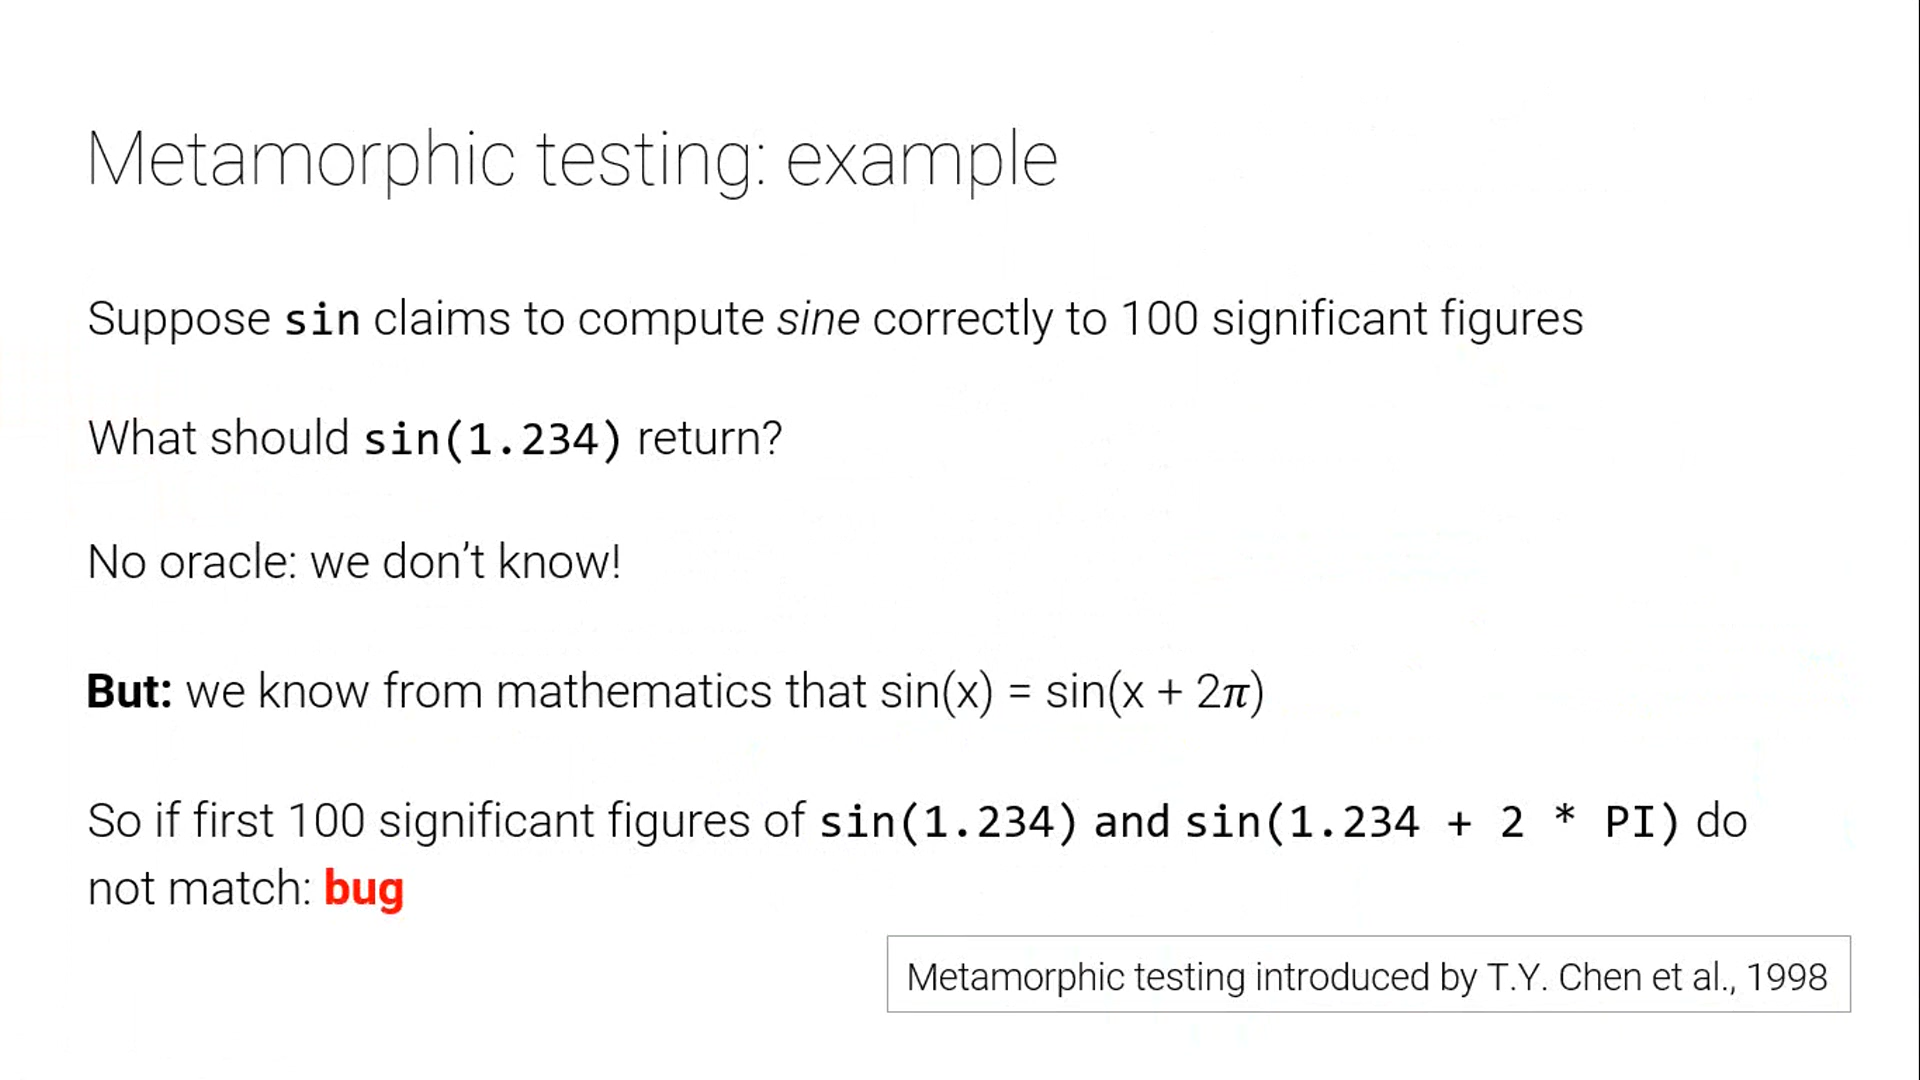 Metamorphic testing: example
Suppose sin claims to compute sine correctly to 100 significant figures
What should sin(1.234) return?
No oracle: we don’t know!
But: we know from mathematics that sin(x) = sin(x + 2π)
So if first 100 significant figures of sin(1.234) and sin(1.234 + 2 * PI) do
not match: bug
Metamorphic testing introduced by T.Y. Chen et al., 1998